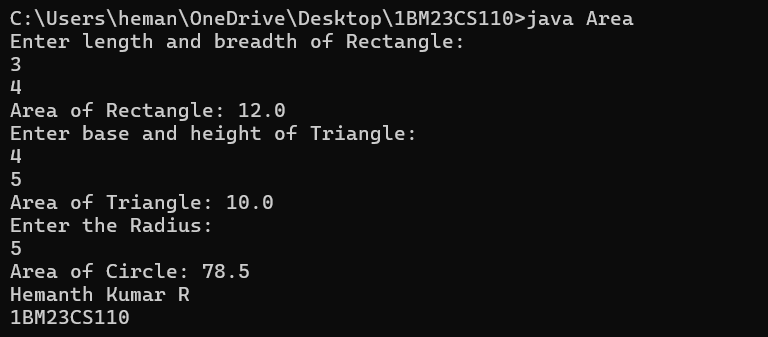 C:\Users\heman\OneDrive\Desktop\1BM23CS110>java Area
Enter length and breadth of Rectangle:
3
4
Area of Rectangle: 12.0
Enter base and height of Triangle:
4
5
Area of Triangle: 10.0
Enter the Radius:
5
Area of Circle: 78.5
Hemanth Kumar R
1BM23CS110